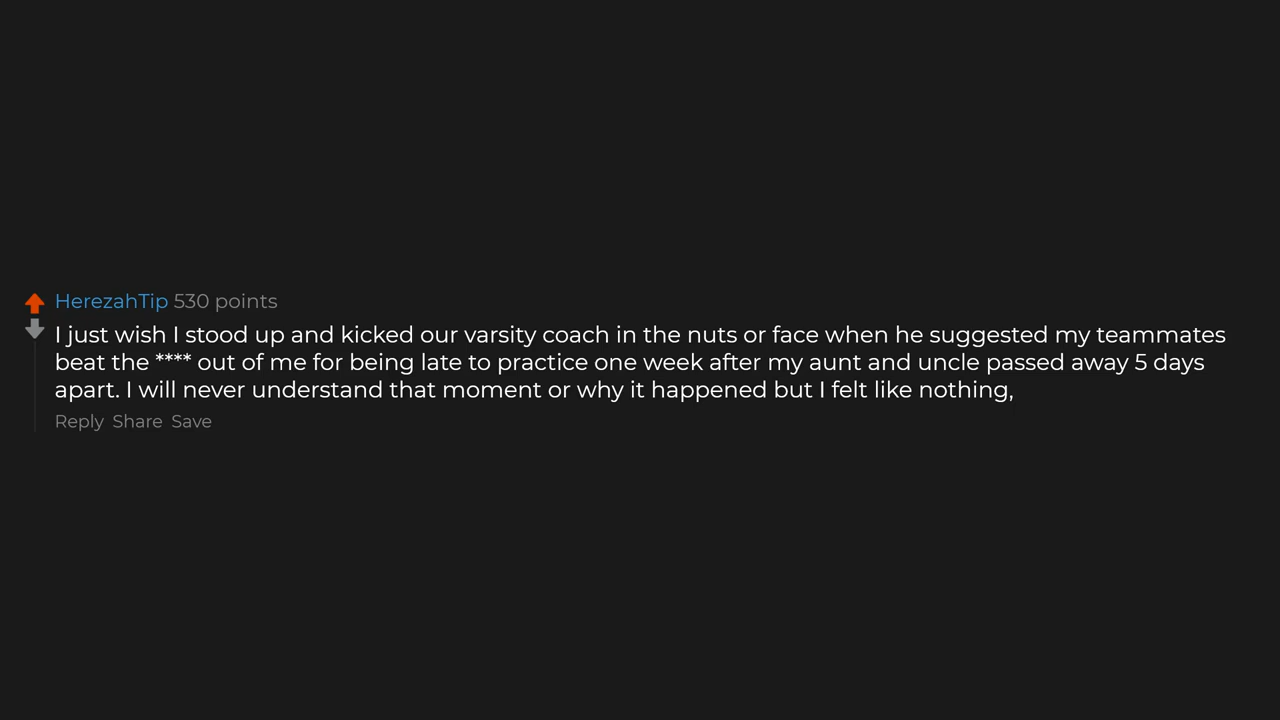 HerezahTip 530 points
I just wish I stood up and kicked our varsity coach in the nuts or face when he suggested my teammates
beat the **** out of me for being late to practice one week after my aunt and uncle passed away 5 days
apart. I will never understand that moment or why it happened but I felt like nothing,
Reply Share Save